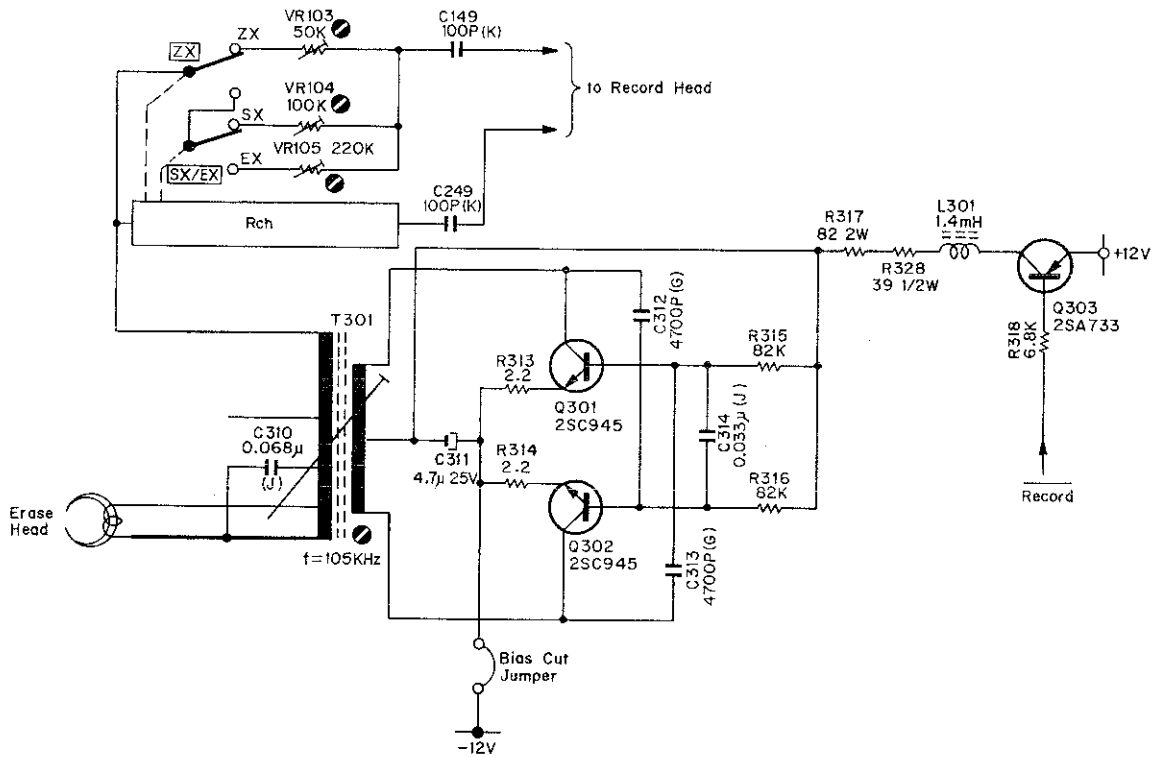 VR103
50K
ZX
ZX
C149
100P(K)
to Record Head
VR104
100K
SX
VR105 220K
EX
SX/EX
C249
100P(K)
Rch
R317
82 2W
L301
1.4mH
+12V
R328
39 1/2W
Q303
2SA733
R318
6.8K
T301
C312
4700P(G)
R315
82K
R313
2.2
Q301
2SC945
C314
0.033μ(J)
C310
0.068μ
(J)
C311
4.7μ 25V
R314
2.2
R316
82K
Record
Erase
Head
f=105KHz
Q302
2SC945
C313
4700P(G)
Bias Cut
Jumper
-12V